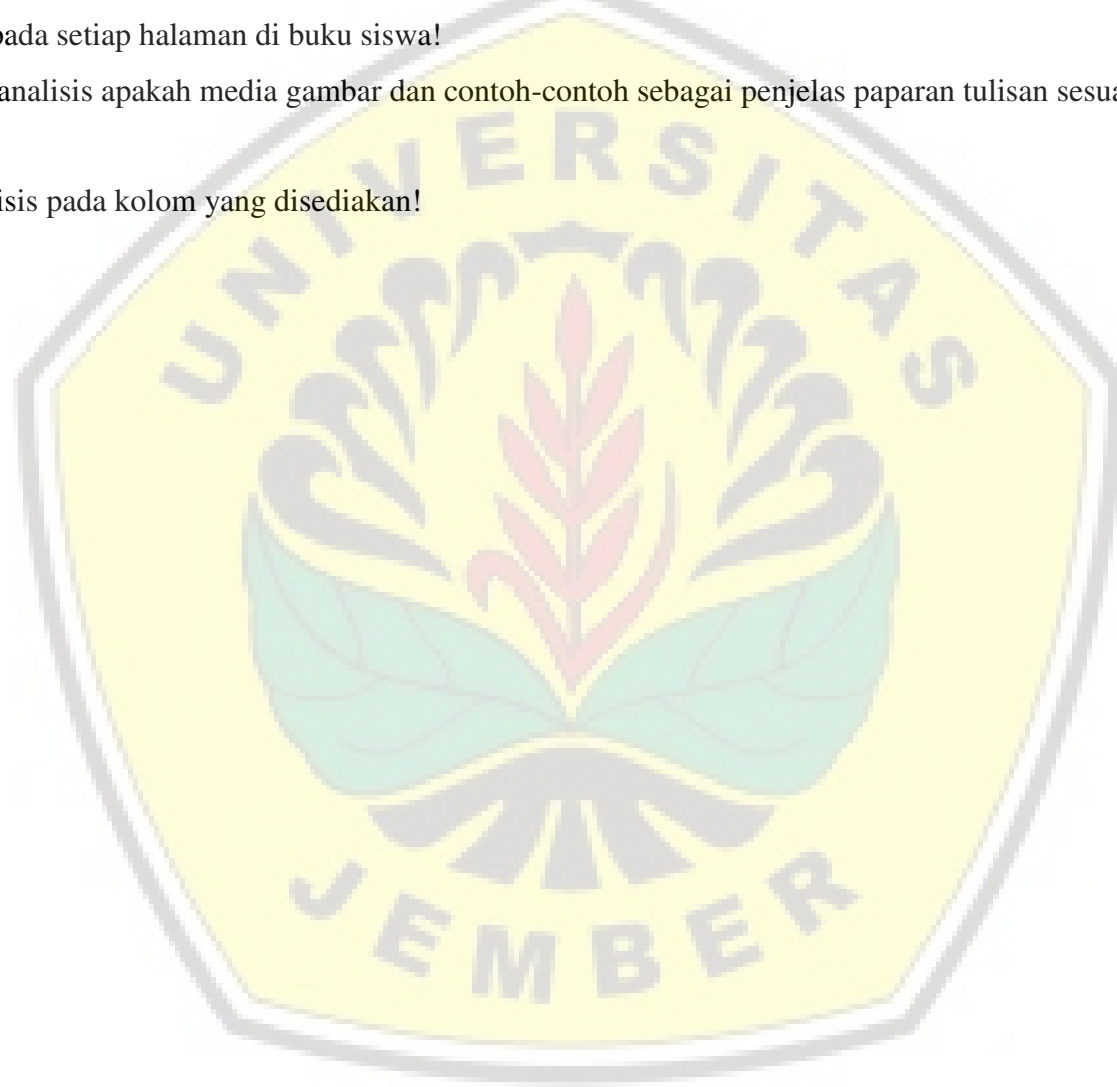 pada setiap halaman di buku siswa!
analisis apakah media gambar dan contoh-contoh sebagai penjelas paparan tulisan
isis pada kolom yang disediakan!
UNIVERSITAS
JEMBER